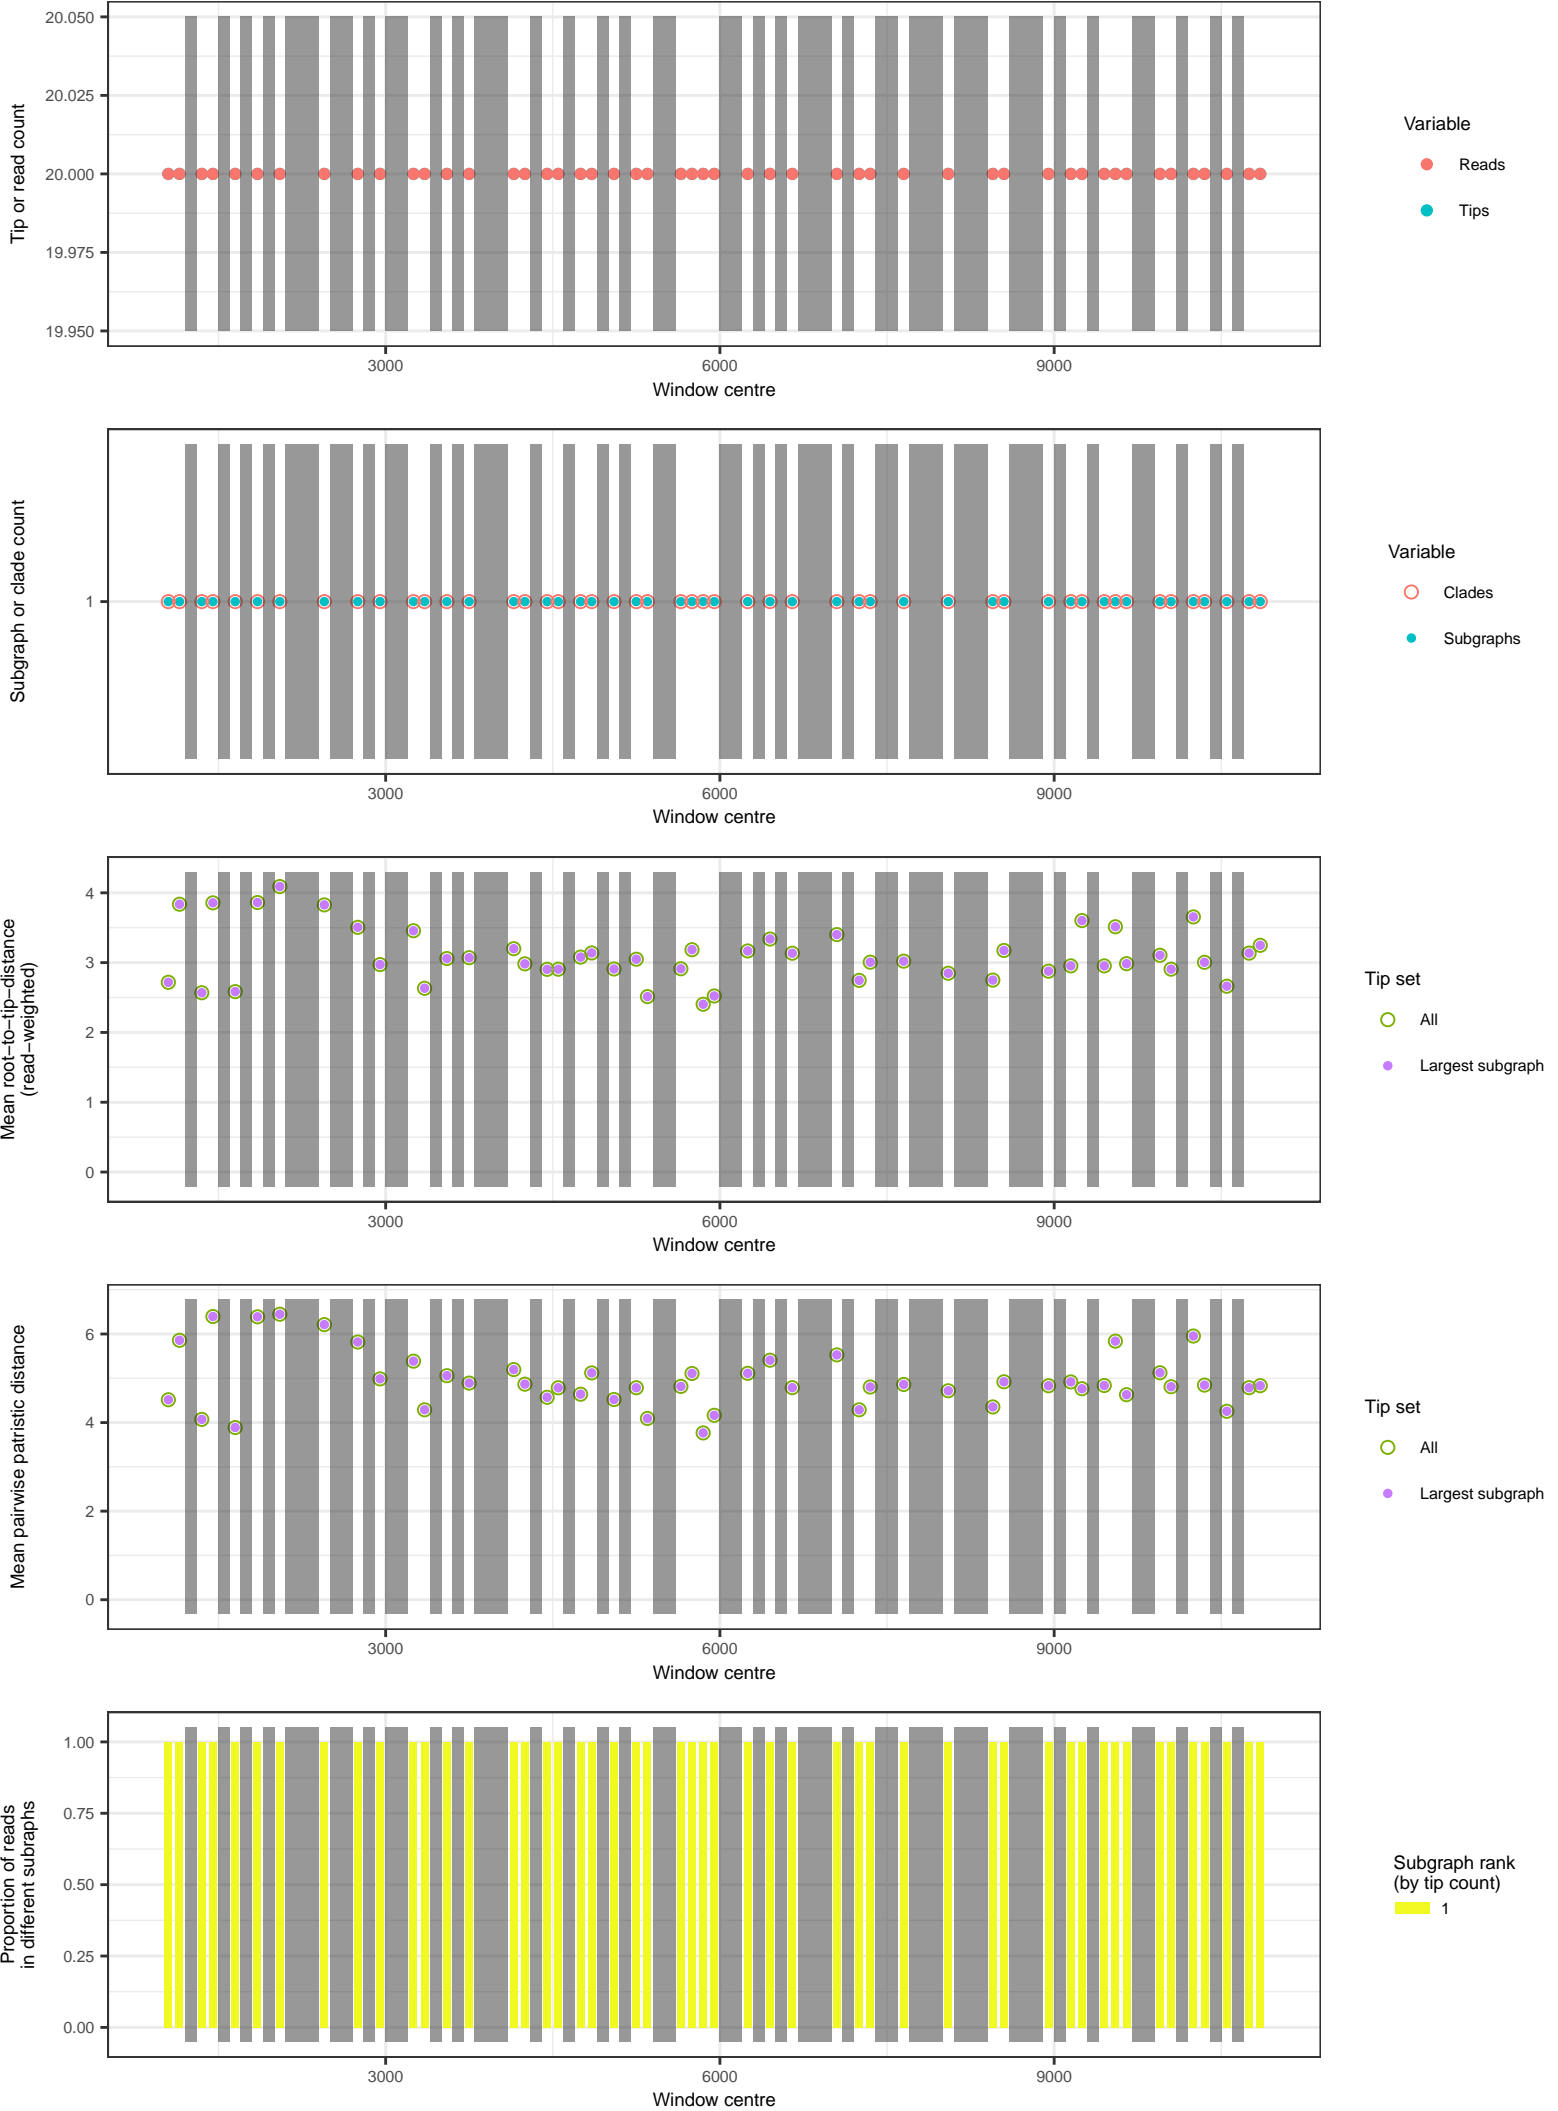 20.050
20.025
20.000
19.975
19.950
Tip or read count
3000
6000
9000
Window centre
Variable
Reads
Tips
1
Subgraph or clade count
3000
6000
9000
Window centre
Variable
Clades
Subgraphs
4
3
2
1
0
Mean root−to−tip−distance
(read−weighted)
3000
6000
9000
Window centre
Tip set
All
Largest subgraph
6
4
2
0
Mean pairwise patristic distance
3000
6000
9000
Window centre
Tip set
All
Largest subgraph
1.00
0.75
0.50
0.25
0.00
Proportion of reads
in different subraphs
3000
6000
9000
Window centre
Subgraph rank
(by tip count)
1